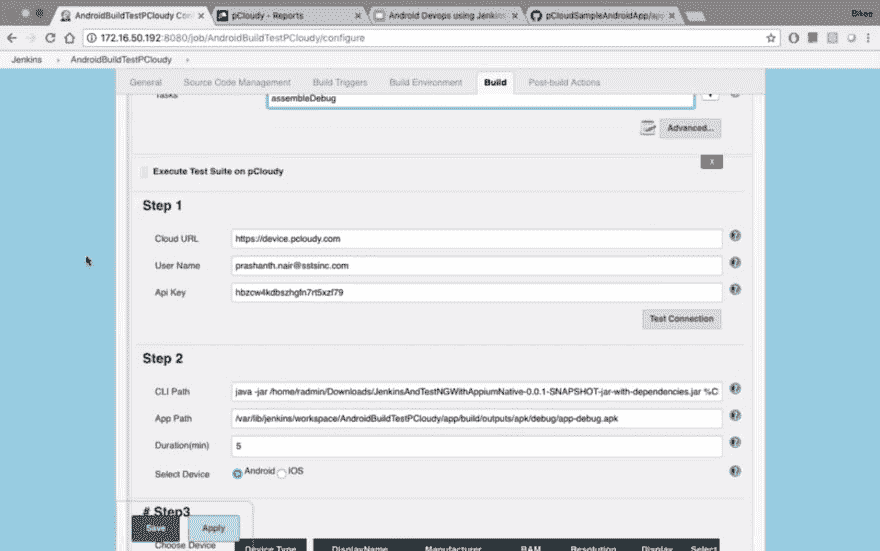 AndroidBuildTestPCloudy Con
pCloudy - Reports
Android Devops using Jenkins
pCloudSampleAndroidApp/app
Bikee
172.16.50.192:8080/job/AndroidBuildTestPCloudy/configure
Jenkins AndroidBuildTestPCloudy
General Source Code Management Build Triggers Build Environment Build Post-build Actions
Tasks assembleDebug
Advanced...
X
Execute Test Suite on pCloudy
Step 1
Cloud URL https://device.pcloudy.com
User Name prashanth.nair@sstsinc.com
Api Key hbzcw4kdbszhgfn7rt5xzf79
Test Connection
Step 2
CLI Path java -jar /home/radmin/Downloads/JenkinsAndTestNGWithAppiumNative-0.0.1-SNAPSHOT-jar-with-dependencies.jar %C
App Path /var/lib/jenkins/workspace/AndroidBuildTestPCloudy/app/build/outputs/apk/debug/app-debug.apk
Duration(min) 5
Select Device Android IOS
# Step3
Save Apply
Choose Device Device Type DisplayName Manufacturer RAM Resolution Display Select